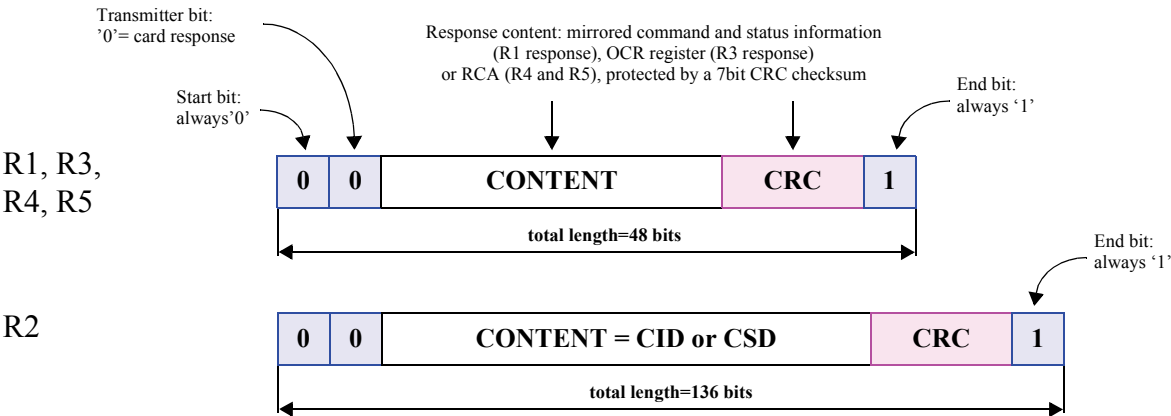 Transmitter bit:
’0’= card response
Response content: mirrored command and status information
(R1 response), OCR register (R3 response)
or RCA (R4 and R5), protected by a 7bit CRC checksum
Start bit:
always’0’
End bit:
always ‘1’
R1, R3,
R4, R5
0 0 CONTENT CRC 1
total length=48 bits
End bit:
always ‘1’
R2
0 0 CONTENT = CID or CSD CRC 1
total length=136 bits